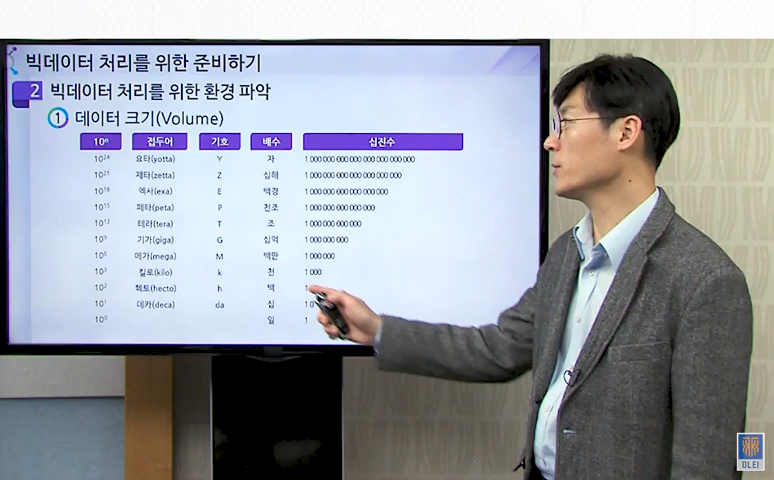 빅데이터 처리를 위한 준비하기
2 빅데이터 처리를 위한 환경 파악
1 데이터 크기(Volume)
10ⁿ 접두어 기호 배수 십진수
10²⁴ 요타(yotta) Y 자 1 000 000 000 000 000 000 000 000
10²¹ 제타(zetta) Z 십해 1 000 000 000 000 000 000 000
10¹⁸ 엑사(exa) E 백경 1 000 000 000 000 000 000
10¹⁵ 페타(peta) P 천조 1 000 000 000 000 000
10¹² 테라(tera) T 조 1 000 000 000 000
10⁹ 기가(giga) G 십억 1 000 000 000
10⁶ 메가(mega) M 백만 1 000 000
10³ 킬로(kilo) k 천 1 000
10² 헥토(hecto) h 백 1
10¹ 데카(deca) da 십 10
10⁰ 일 1
OLEI